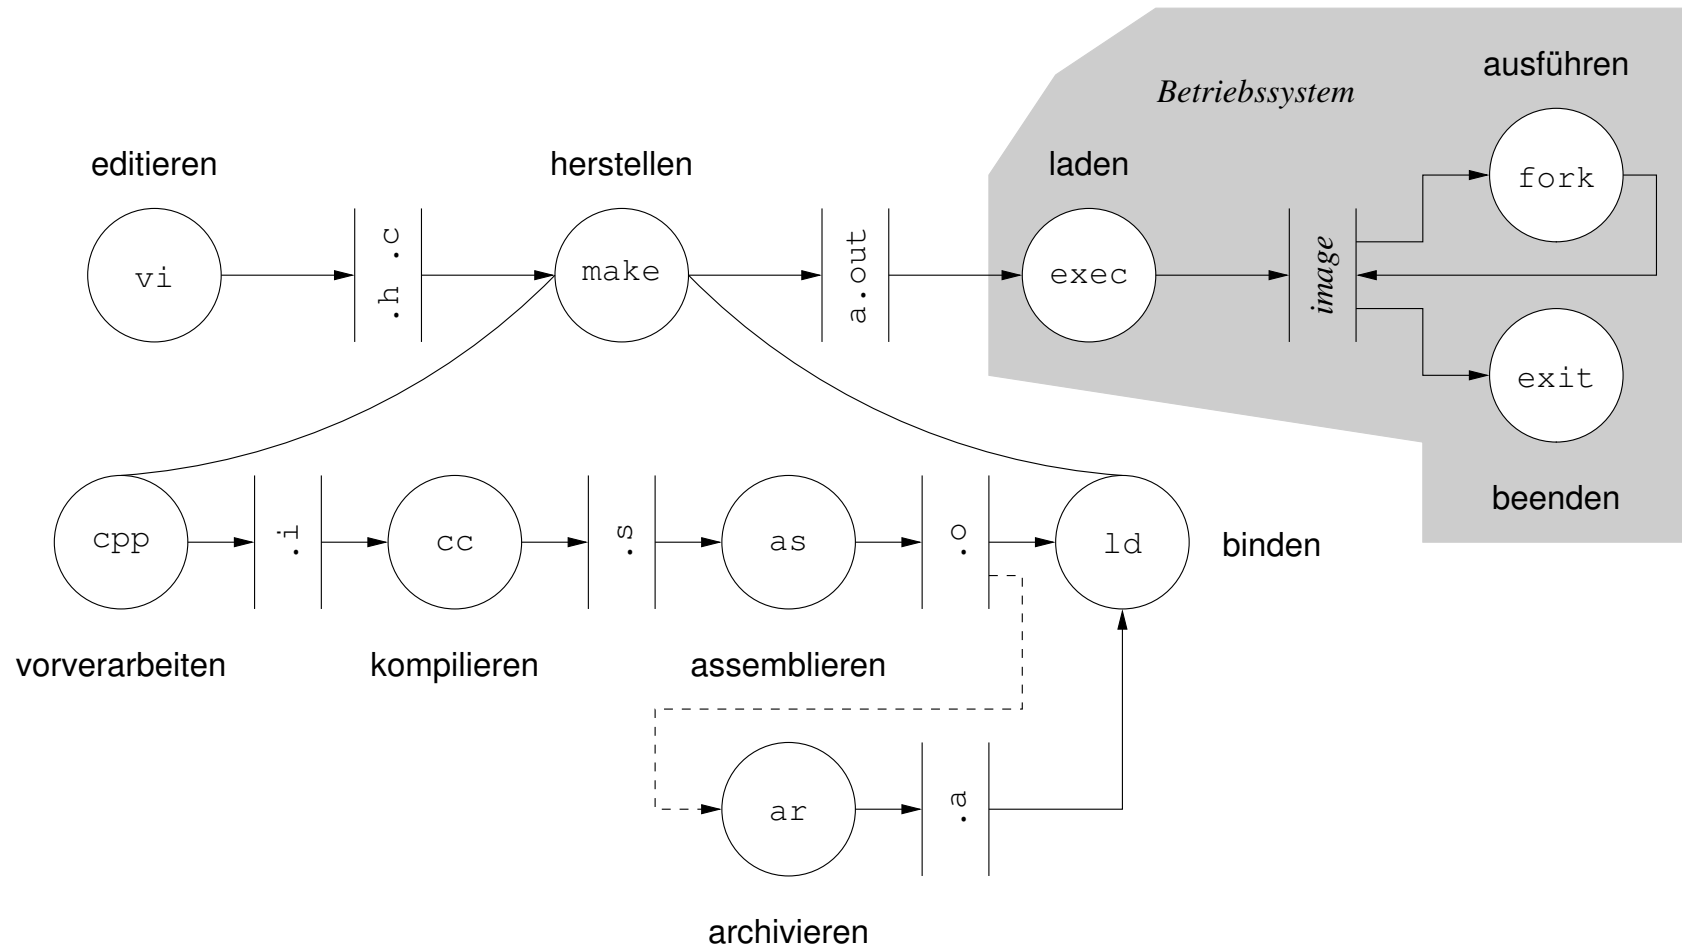 ausführen
Betriebssystem
editieren
herstellen
laden
fork
vi
.h .c
make
a.out
exec
image
exit
beenden
cpp
.i
cc
.s
as
.o
ld
binden
vorverarbeiten
kompilieren
assemblieren
ar
.a
archivieren